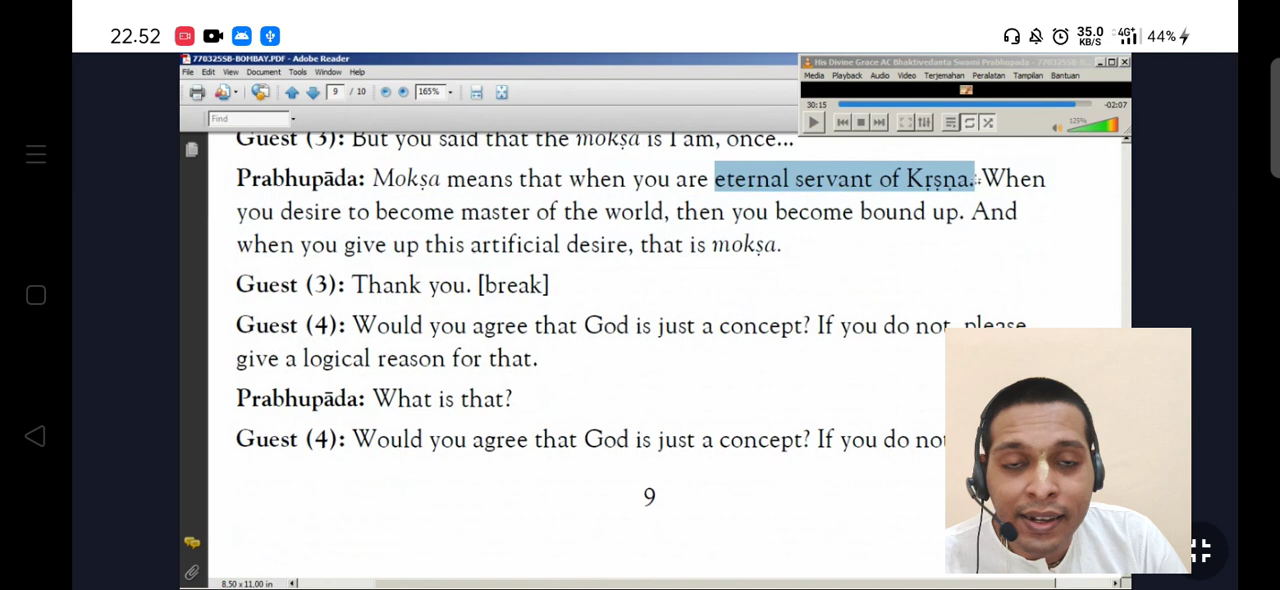 22.52
35.0
KB/S
4G+
44%
770325SB-BOMBAY.PDF - Adobe Reader
File Edit View Document Tools Window Help
9 / 10 165%
Find
His Divine Grace AC Bhaktivedanta Swami Prabhupada
Media Playback Audio Video Terjemahan Peralatan Tampilan Bantuan
30:15 -02:07
125%
Guest (3): But you said that the mokṣa is I am, once...
Prabhupāda: Mokṣa means that when you are eternal servant of Kṛṣṇa. When
you desire to become master of the world, then you become bound up. And
when you give up this artificial desire, that is mokṣa.
Guest (3): Thank you. [break]
Guest (4): Would you agree that God is just a concept? If you do not, please
give a logical reason for that.
Prabhupāda: What is that?
Guest (4): Would you agree that God is just a concept? If you do not
9
8,50 x 11,00 in